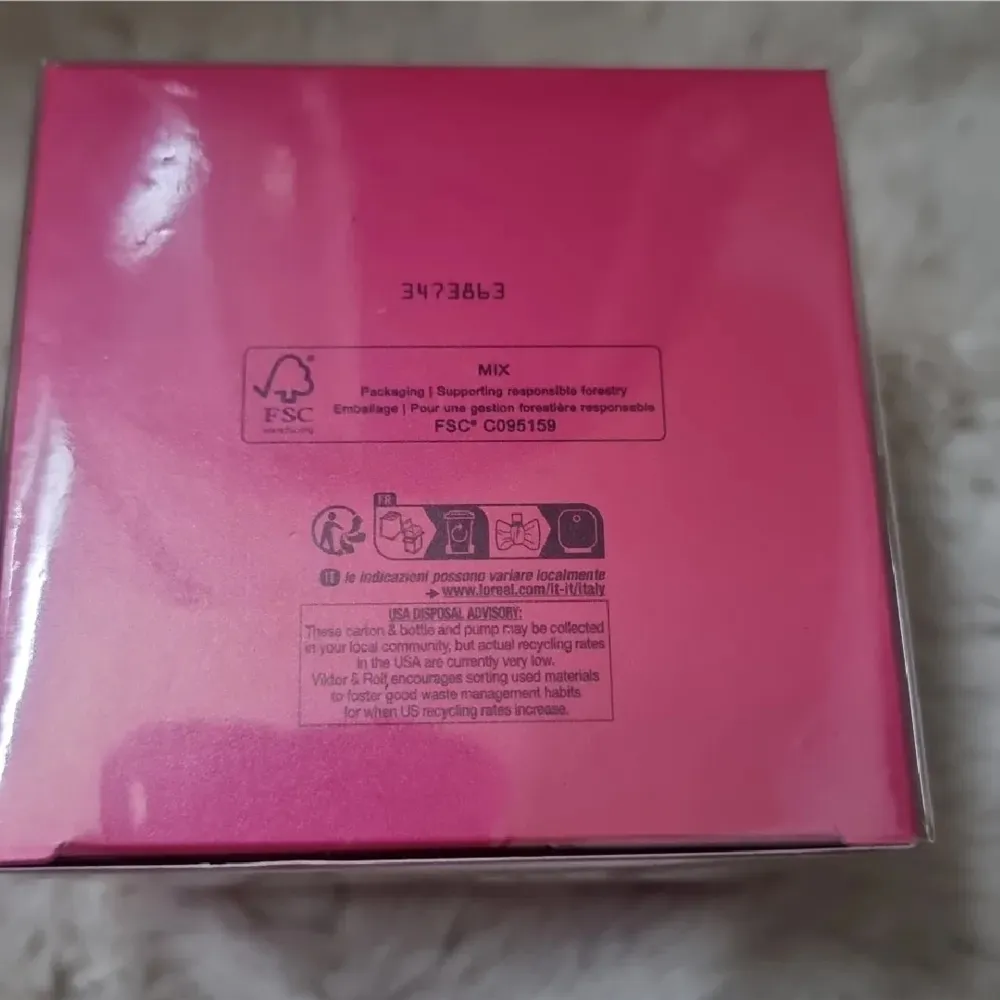 3473863
MIX
Packaging | Supporting responsible forestry
Emballage | Pour une gestion forestière responsable
FSC® C095159
FSC
www.fsc.org
FR
IT le indicazioni possono variare localmente
www.loreal.com/it-it/italy
USA DISPOSAL ADVISORY:
These carton & bottle and pump may be collected
in your local community, but actual recycling rates
in the USA are currently very low.
Viktor & Rolf encourages sorting used materials
to foster good waste management habits
for when US recycling rates increase.